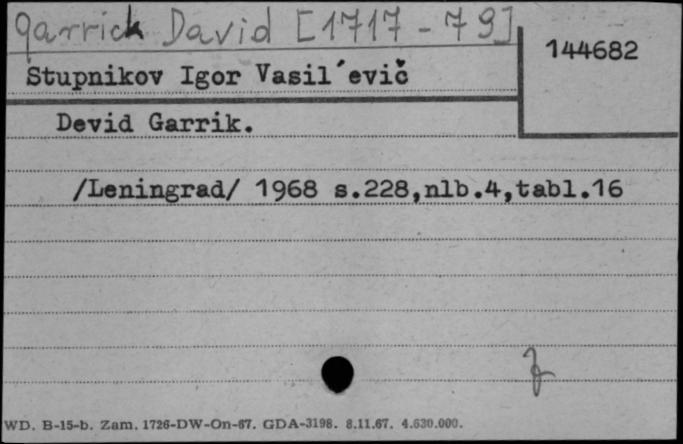 Garrick David [1717-79]
144682
Stupnikov Igor Vasil´evič
Devid Garrik.
/Leningrad/ 1968 s.228,nlb.4,tabl.16
WD. B-15-b. Zam. 1726-DW-On-67. GDA-3198. 8.11.67. 4.630.000.